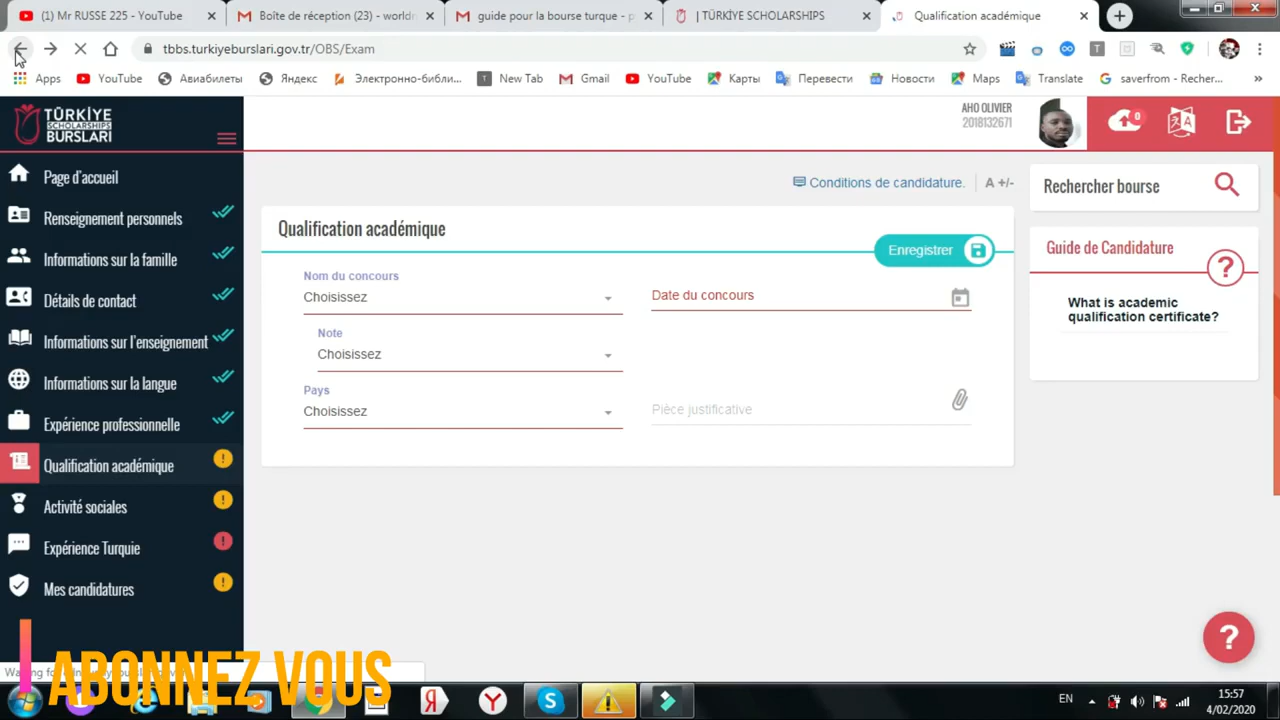 (1) Mr RUSSE 225 - YouTube
Boîte de réception (23) - world
guide pour la bourse turque - p
| TÜRKİYE SCHOLARSHIPS
Qualification académique
tbbs.turkiyeburslari.gov.tr/OBS/Exam
Apps
YouTube
Авиабилеты
Яндекс
Электронно-библи...
New Tab
Gmail
YouTube
Карты
Перевести
Новости
Maps
Translate
saverfrom - Recher...
»
TÜRKİYE
SCHOLARSHIPS
BURSLARI
AHO OLIVIER
2018132671
0
Page d'accueil
Renseignement personnels
Informations sur la famille
Détails de contact
Informations sur l'enseignement
Informations sur la langue
Expérience professionnelle
Qualification académique
Activité sociales
Expérience Turquie
Mes candidatures
Conditions de candidature.
A +/-
Qualification académique
Enregistrer
Nom du concours
Choisissez
Date du concours
Note
Choisissez
Pays
Choisissez
Pièce justificative
Rechercher bourse
Guide de Candidature
?
What is academic
qualification certificate?
?
ABONNEZ VOUS
EN
15:57
4/02/2020